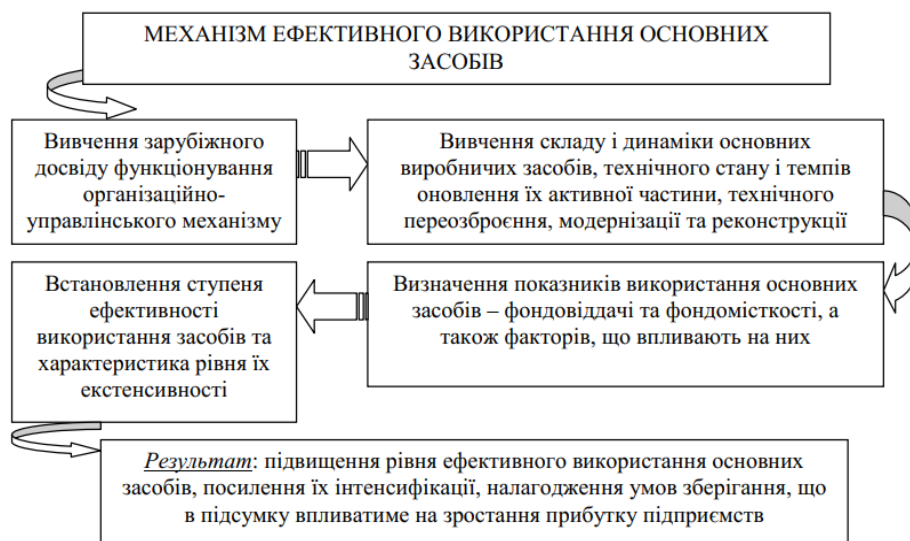 МЕХАНІЗМ ЕФЕКТИВНОГО ВИКОРИСТАННЯ ОСНОВНИХ
ЗАСОБІВ
Вивчення зарубіжного
досвіду функціонування
організаційно-
управлінського механізму
Вивчення складу і динаміки основних
виробничих засобів, технічного стану і темпів
оновлення їх активної частини, технічного
переозброєння, модернізації та реконструкції
Визначення показників використання основних
засобів – фондовіддачі та фондомісткості, а
також факторів, що впливають на них
Встановлення ступеня
ефективності
використання засобів та
характеристика рівня їх
екстенсивності
Результат: підвищення рівня ефективного використання основних
засобів, посилення їх інтенсифікації, налагодження умов зберігання, що
в підсумку впливатиме на зростання прибутку підприємств